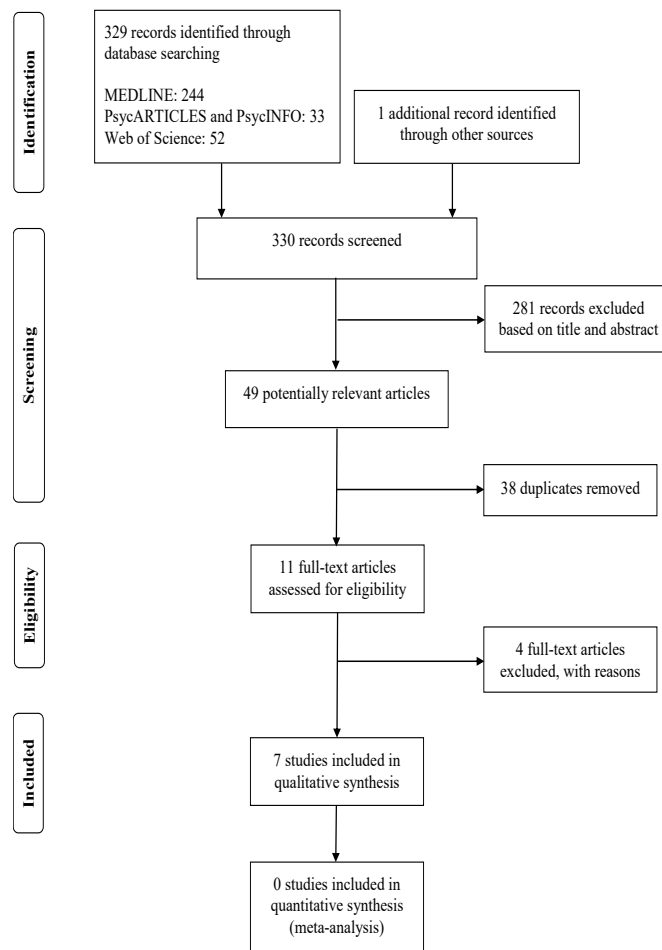 Identification
329 records identified through
database searching
MEDLINE: 244
PsycARTICLES and PsycINFO: 33
Web of Science: 52
1 additional record identified
through other sources
Screening
330 records screened
281 records excluded
based on title and abstract
49 potentially relevant articles
38 duplicates removed
Eligibility
11 full-text articles
assessed for eligibility
4 full-text articles
excluded, with reasons
Included
7 studies included in
qualitative synthesis
0 studies included in
quantitative synthesis
(meta-analysis)